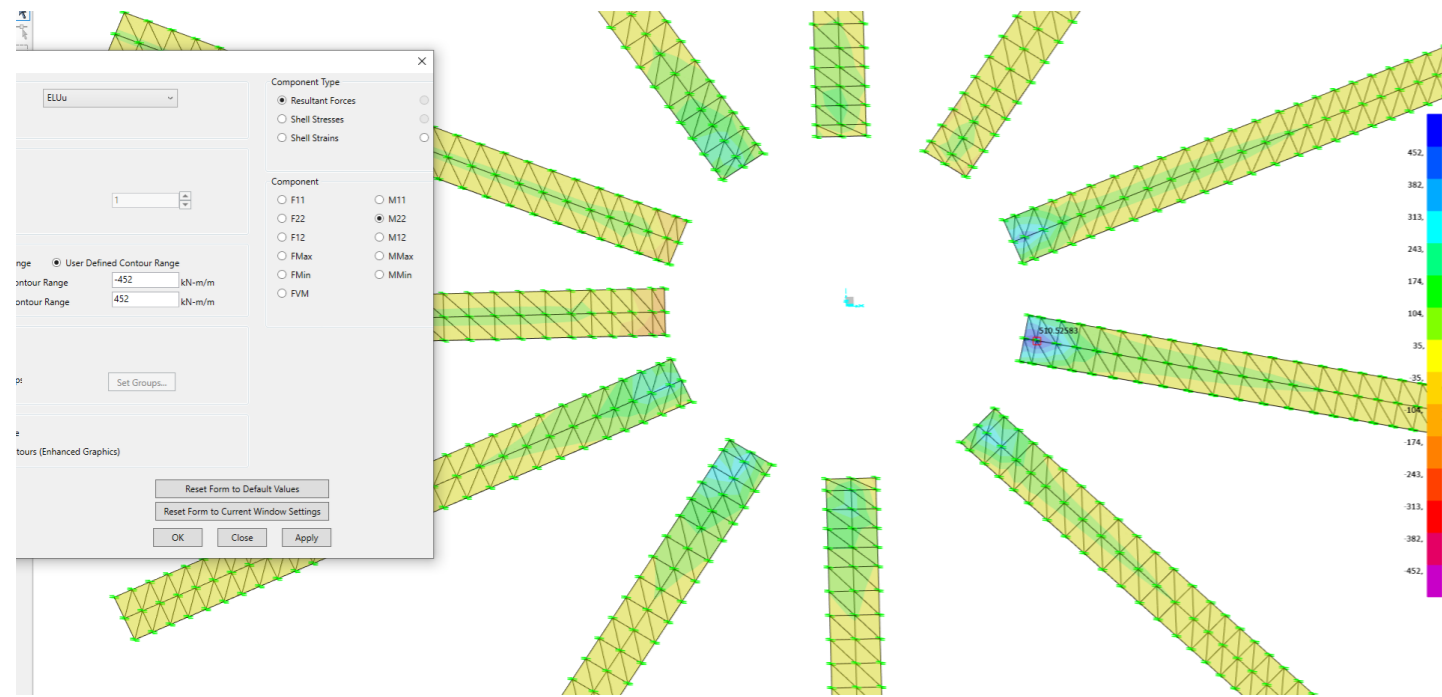 ELUu
Component Type
Resultant Forces
Shell Stresses
Shell Strains
1
Component
F11
M11
F22
M22
F12
M12
FMax
MMax
FMin
MMin
FVM
nge User Defined Contour Range
ontour Range -452 kN-m/m
ontour Range 452 kN-m/m
Set Groups...
tours (Enhanced Graphics)
Reset Form to Default Values
Reset Form to Current Window Settings
OK Close Apply
510.52583
452,
382,
313,
243,
174,
104,
35,
-35,
-104,
-174,
-243,
-313,
-382,
-452,